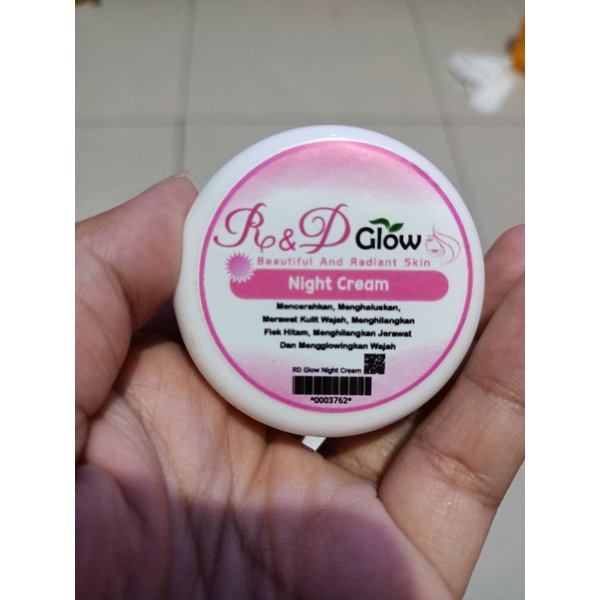 R&D Glow
Beautiful And Radiant Skin
Night Cream
Mencerahkan, Menghaluskan,
Merawat Kulit Wajah, Menghilangkan
Flek Hitam, Menghilangkan Jerawat
Dan Mengglowingkan Wajah
RD Glow Night Cream
*0003762*